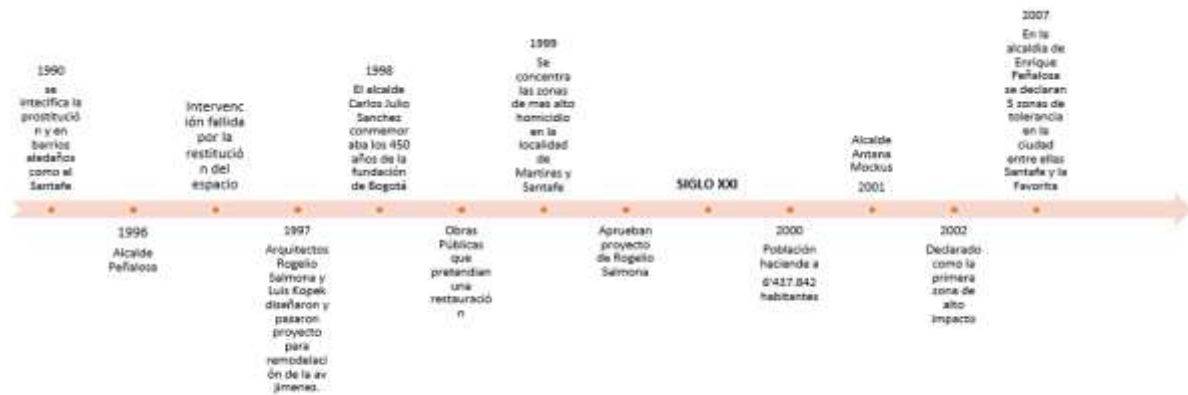 1990
se
intecifica la
prostitució
n y en
barrios
aledaños
como el
Santafe
1996
Alcalde
Peñalosa
Intervenc
ión fallida
por la
restitució
n del
espacio
1997
Arquitectos
Rogelio
Salmona y
Luis Kopek
diseñaron y
pasaron
proyecto
para
remodelaci
ón de la av
jimenez.
1998
El alcalde
Carlos Julio
Sanchez
conmemor
aba los 450
años de la
fundación
de Bogotá
Obras
Públicas
que
pretendian
una
restauració
n
1999
Se
concentra
las zonas
de mas alto
homicidio
en la
localidad
de
Martires y
Santafe
Aprueban
proyecto
de Rogelio
Salmona
SIGLO XXI
2000
Población
haciende a
6'437.842
habitantes
Alcalde
Antana
Mockus
2001
2002
Declarado
como la
primera
zona de
alto
impacto
2007
En la
alcaldia de
Enrique
Peñalosa
se declaran
5 zonas de
tolerancia
en la
ciudad
entre ellas
Santafe y la
Favorita